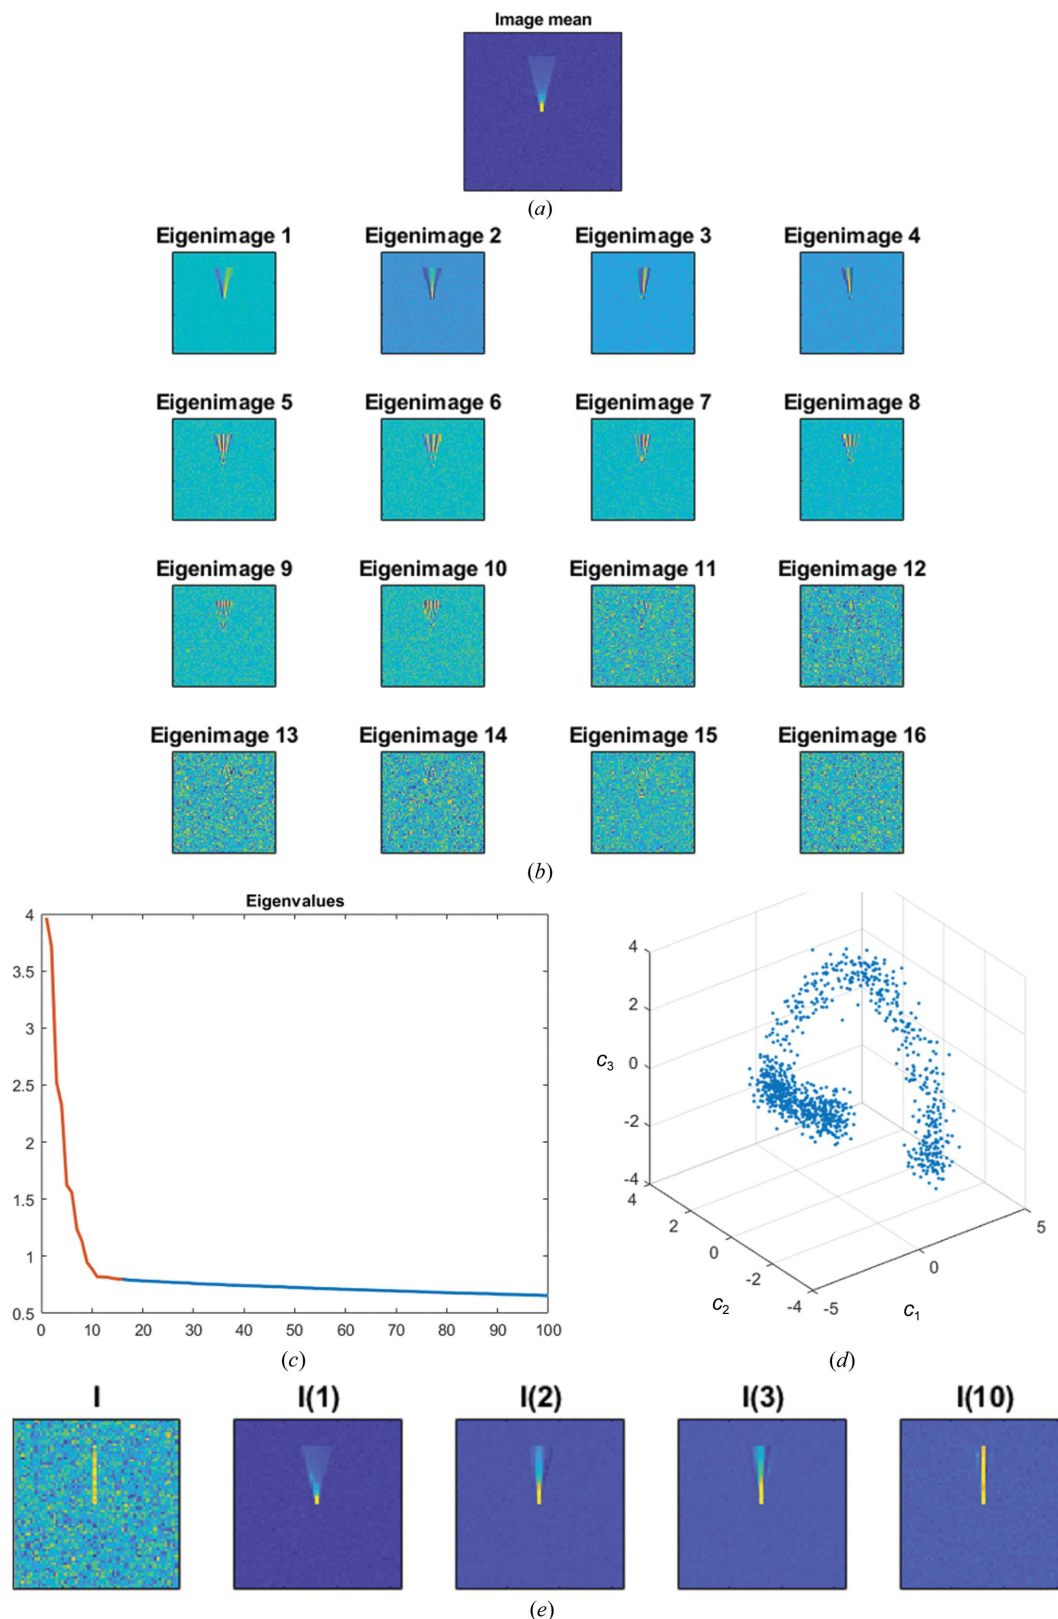 Image mean
(a)
Eigenimage 1 Eigenimage 2 Eigenimage 3 Eigenimage 4
Eigenimage 5 Eigenimage 6 Eigenimage 7 Eigenimage 8
Eigenimage 9 Eigenimage 10 Eigenimage 11 Eigenimage 12
Eigenimage 13 Eigenimage 14 Eigenimage 15 Eigenimage 16
(b)
Eigenvalues
4
3.5
3
2.5
2
1.5
1
0.5
0 10 20 30 40 50 60 70 80 90 100
(c)
4
2
0
-2
-4
c3
4
2
0
-2
-4
c2
-5
0
5
c1
(d)
I I(1) I(2) I(3) I(10)
(e)